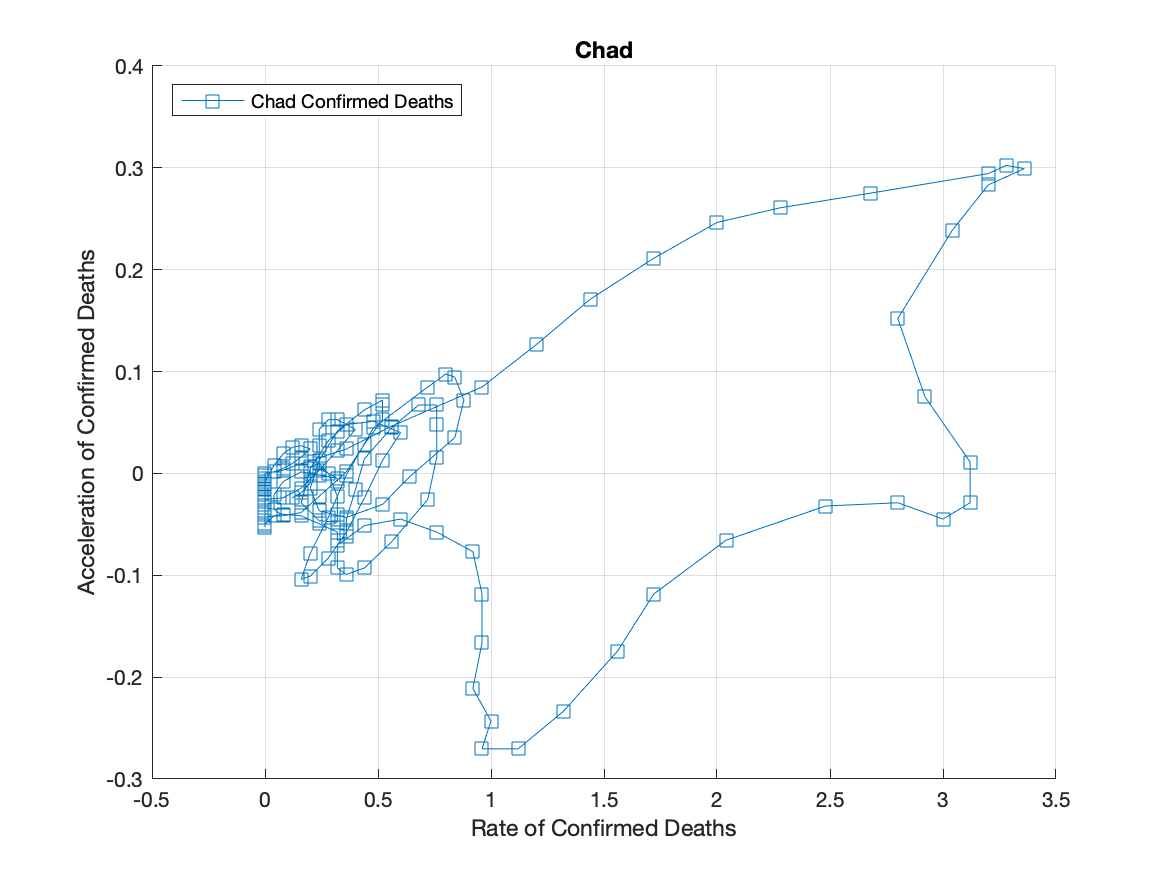 Chad
Chad Confirmed Deaths
0.4
0.3
0.2
0.1
0
-0.1
-0.2
-0.3
Acceleration of Confirmed Deaths
-0.5 0 0.5 1 1.5 2 2.5 3 3.5
Rate of Confirmed Deaths